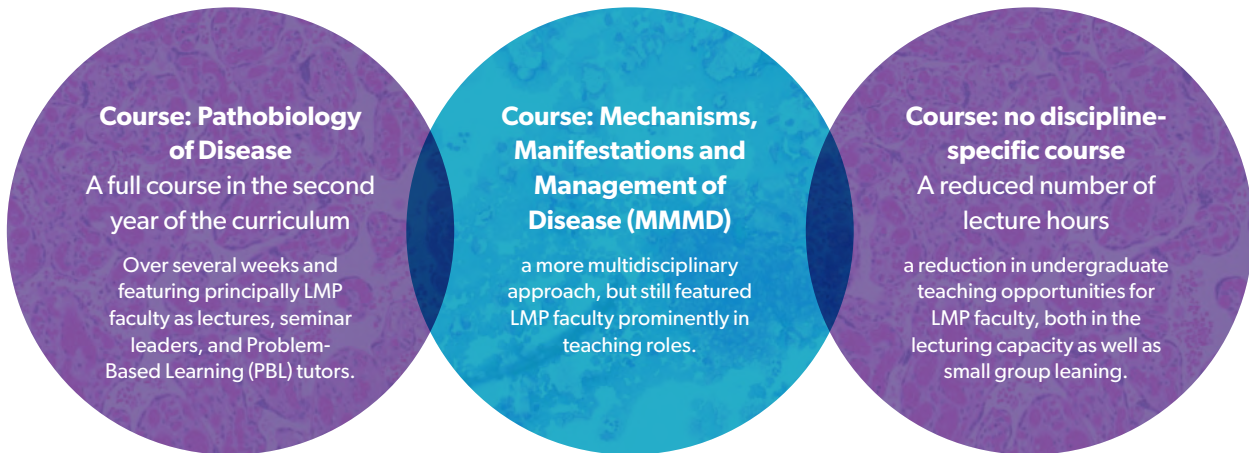 Course: Pathobiology
of Disease
A full course in the second
year of the curriculum
Over several weeks and
featuring principally LMP
faculty as lectures, seminar
leaders, and Problem-
Based Learning (PBL) tutors.
Course: Mechanisms,
Manifestations and
Management of
Disease (MMMD)
a more multidisciplinary
approach, but still featured
LMP faculty prominently in
teaching roles.
Course: no discipline-
specific course
A reduced number of
lecture hours
a reduction in undergraduate
teaching opportunities for
LMP faculty, both in the
lecturing capacity as well as
small group leaning.